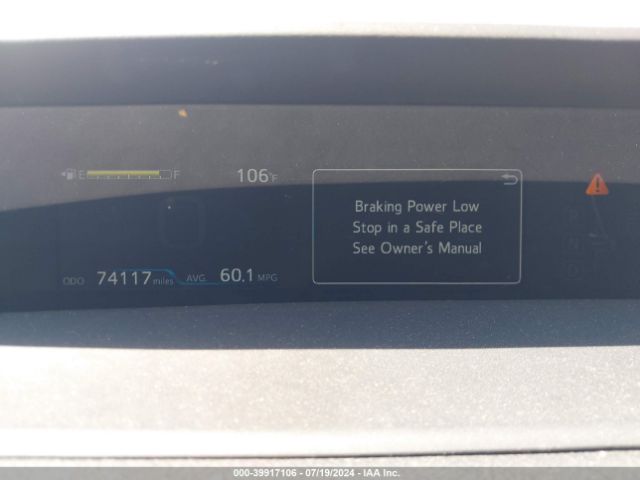 E F 106°F
Braking Power Low
Stop in a Safe Place
See Owner's Manual
P
N
D
ODO 74117 miles AVG. 60.1 MPG
000-39917106 - 07/19/2024 - IAA Inc.